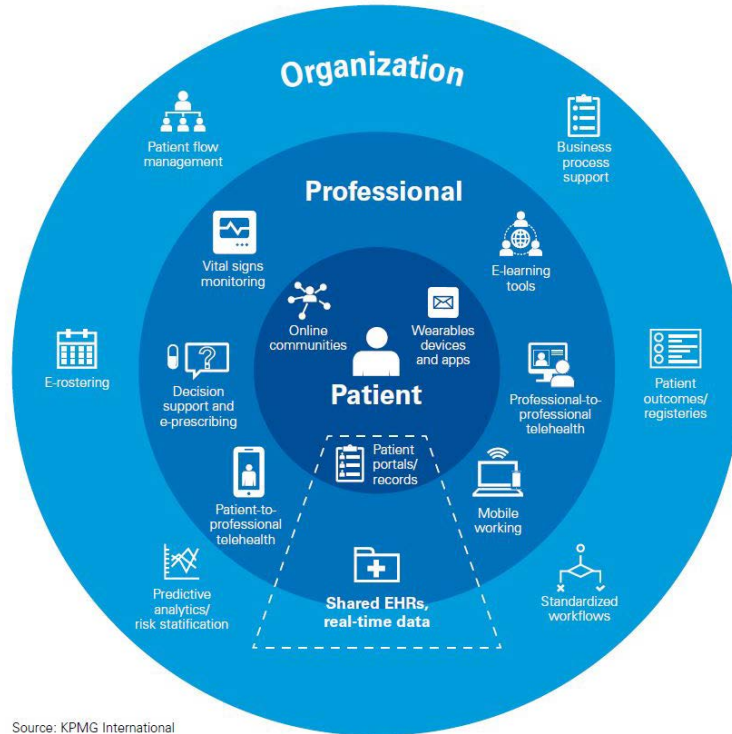 Organization
Patient flow
management
Business
process
support
Professional
Vital signs
monitoring
E-learning
tools
Online
communities
Wearables
devices
and apps
E-rostering
Decision
support and
e-prescribing
Patient
Professional-to-
professional
telehealth
Patient
outcomes/
registeries
Patient
portals/
records
Patient-to-
professional
telehealth
Mobile
working
Predictive
analytics/
risk statification
Shared EHRs,
real-time data
Standardized
workflows
Source: KPMG International